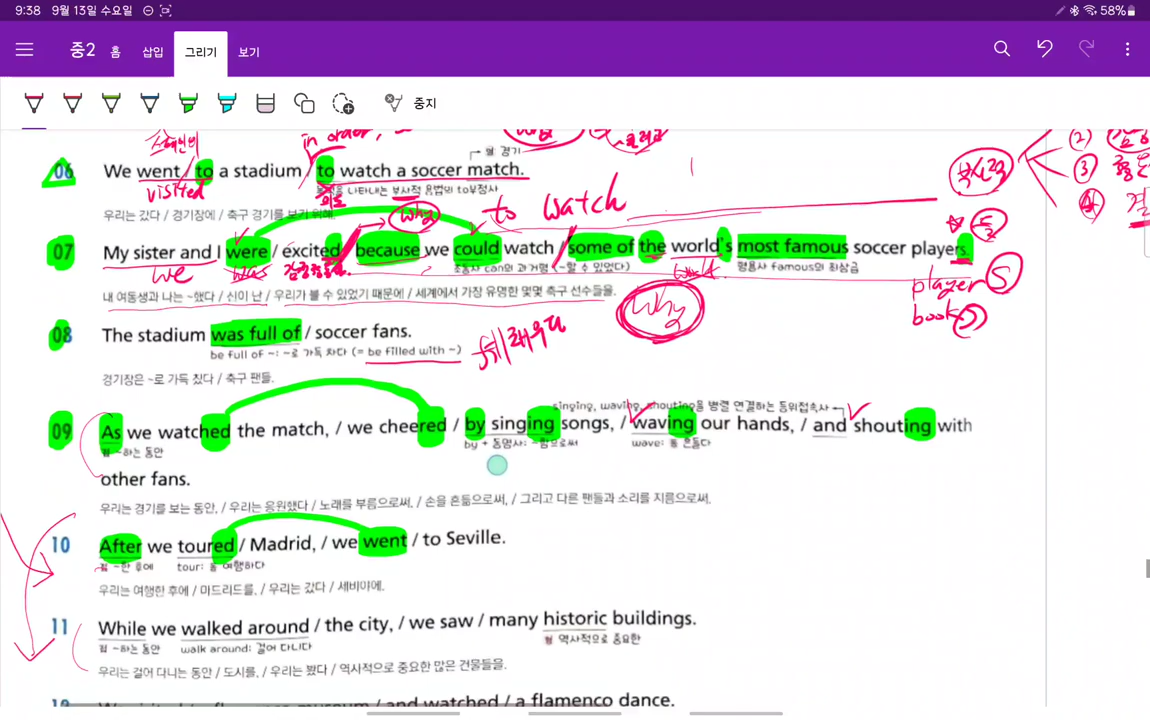 9:38 9월 13일 수요일 58%
중2 홈 삽입 그리기 보기
중지
in order,
명 경기
06 We went / to a stadium / to watch a soccer match.
visited
목적을 나타내는 부사적 용법의 to부정사
우리는 갔다 / 경기장에 / 축구 경기를 보기 위해.
why
to watch
07 My sister and I were / excited / because we could watch / some of the world's most famous soccer players.
we was
조동사 can의 과거형 (~할 수 있었다)
형용사 famous의 최상급
내 여동생과 나는 ~했다 / 신이 난 / 우리가 볼 수 있었기 때문에 / 세계에서 가장 유명한 몇몇 축구 선수들을.
why
player S
book S
08 The stadium was full of / soccer fans.
be full of ~: ~로 가득 차다 (= be filled with ~)
경기장은 ~로 가득 찼다 / 축구 팬들.
singing, waving, shouting을 병렬 연결하는 등위접속사
09 As we watched the match, / we cheered / by singing songs, / waving our hands, / and shouting with
접 ~하는 동안
by + 동명사: ~함으로써
wave: 동 흔들다
other fans.
우리는 경기를 보는 동안, / 우리는 응원했다 / 노래를 부름으로써, / 손을 흔듦으로써, / 그리고 다른 팬들과 소리를 지름으로써.
10 After we toured / Madrid, / we went / to Seville.
접 ~한 후에
tour: 동 여행하다
우리는 여행한 후에 / 마드리드를, / 우리는 갔다 / 세비야에.
11 While we walked around / the city, / we saw / many historic buildings.
접 ~하는 동안
walk around: 걸어 다니다
형 역사적으로 중요한
우리는 걸어 다니는 동안 / 도시를, / 우리는 봤다 / 역사적으로 중요한 많은 건물들을.
and watched / a flamenco dance.